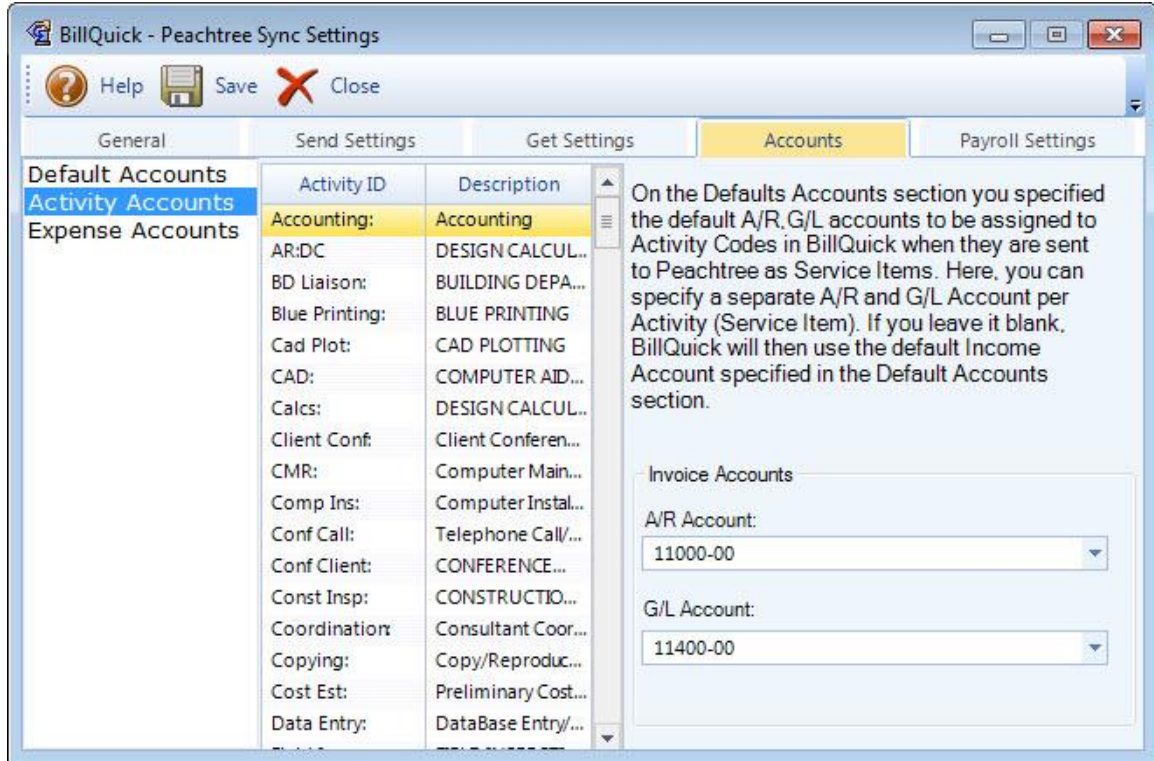 BillQuick - Peachtree Sync Settings
Help Save Close
General Send Settings Get Settings Accounts Payroll Settings
Default Accounts
Activity Accounts
Expense Accounts
Activity ID Description
Accounting: Accounting
AR:DC DESIGN CALCUL...
BD Liaison: BUILDING DEPA...
Blue Printing: BLUE PRINTING
Cad Plot: CAD PLOTTING
CAD: COMPUTER AID...
Calcs: DESIGN CALCUL...
Client Conf: Client Conferen...
CMR: Computer Main...
Comp Ins: Computer Instal...
Conf Call: Telephone Call/...
Conf Client: CONFERENCE...
Const Insp: CONSTRUCTIO...
Coordination: Consultant Coor...
Copying: Copy/Reproduc...
Cost Est: Preliminary Cost...
Data Entry: DataBase Entry/...
On the Defaults Accounts section you specified
the default A/R,G/L accounts to be assigned to
Activity Codes in BillQuick when they are sent
to Peachtree as Service Items. Here, you can
specify a separate A/R and G/L Account per
Activity (Service Item). If you leave it blank,
BillQuick will then use the default Income
Account specified in the Default Accounts
section.
Invoice Accounts
A/R Account:
11000-00
G/L Account:
11400-00